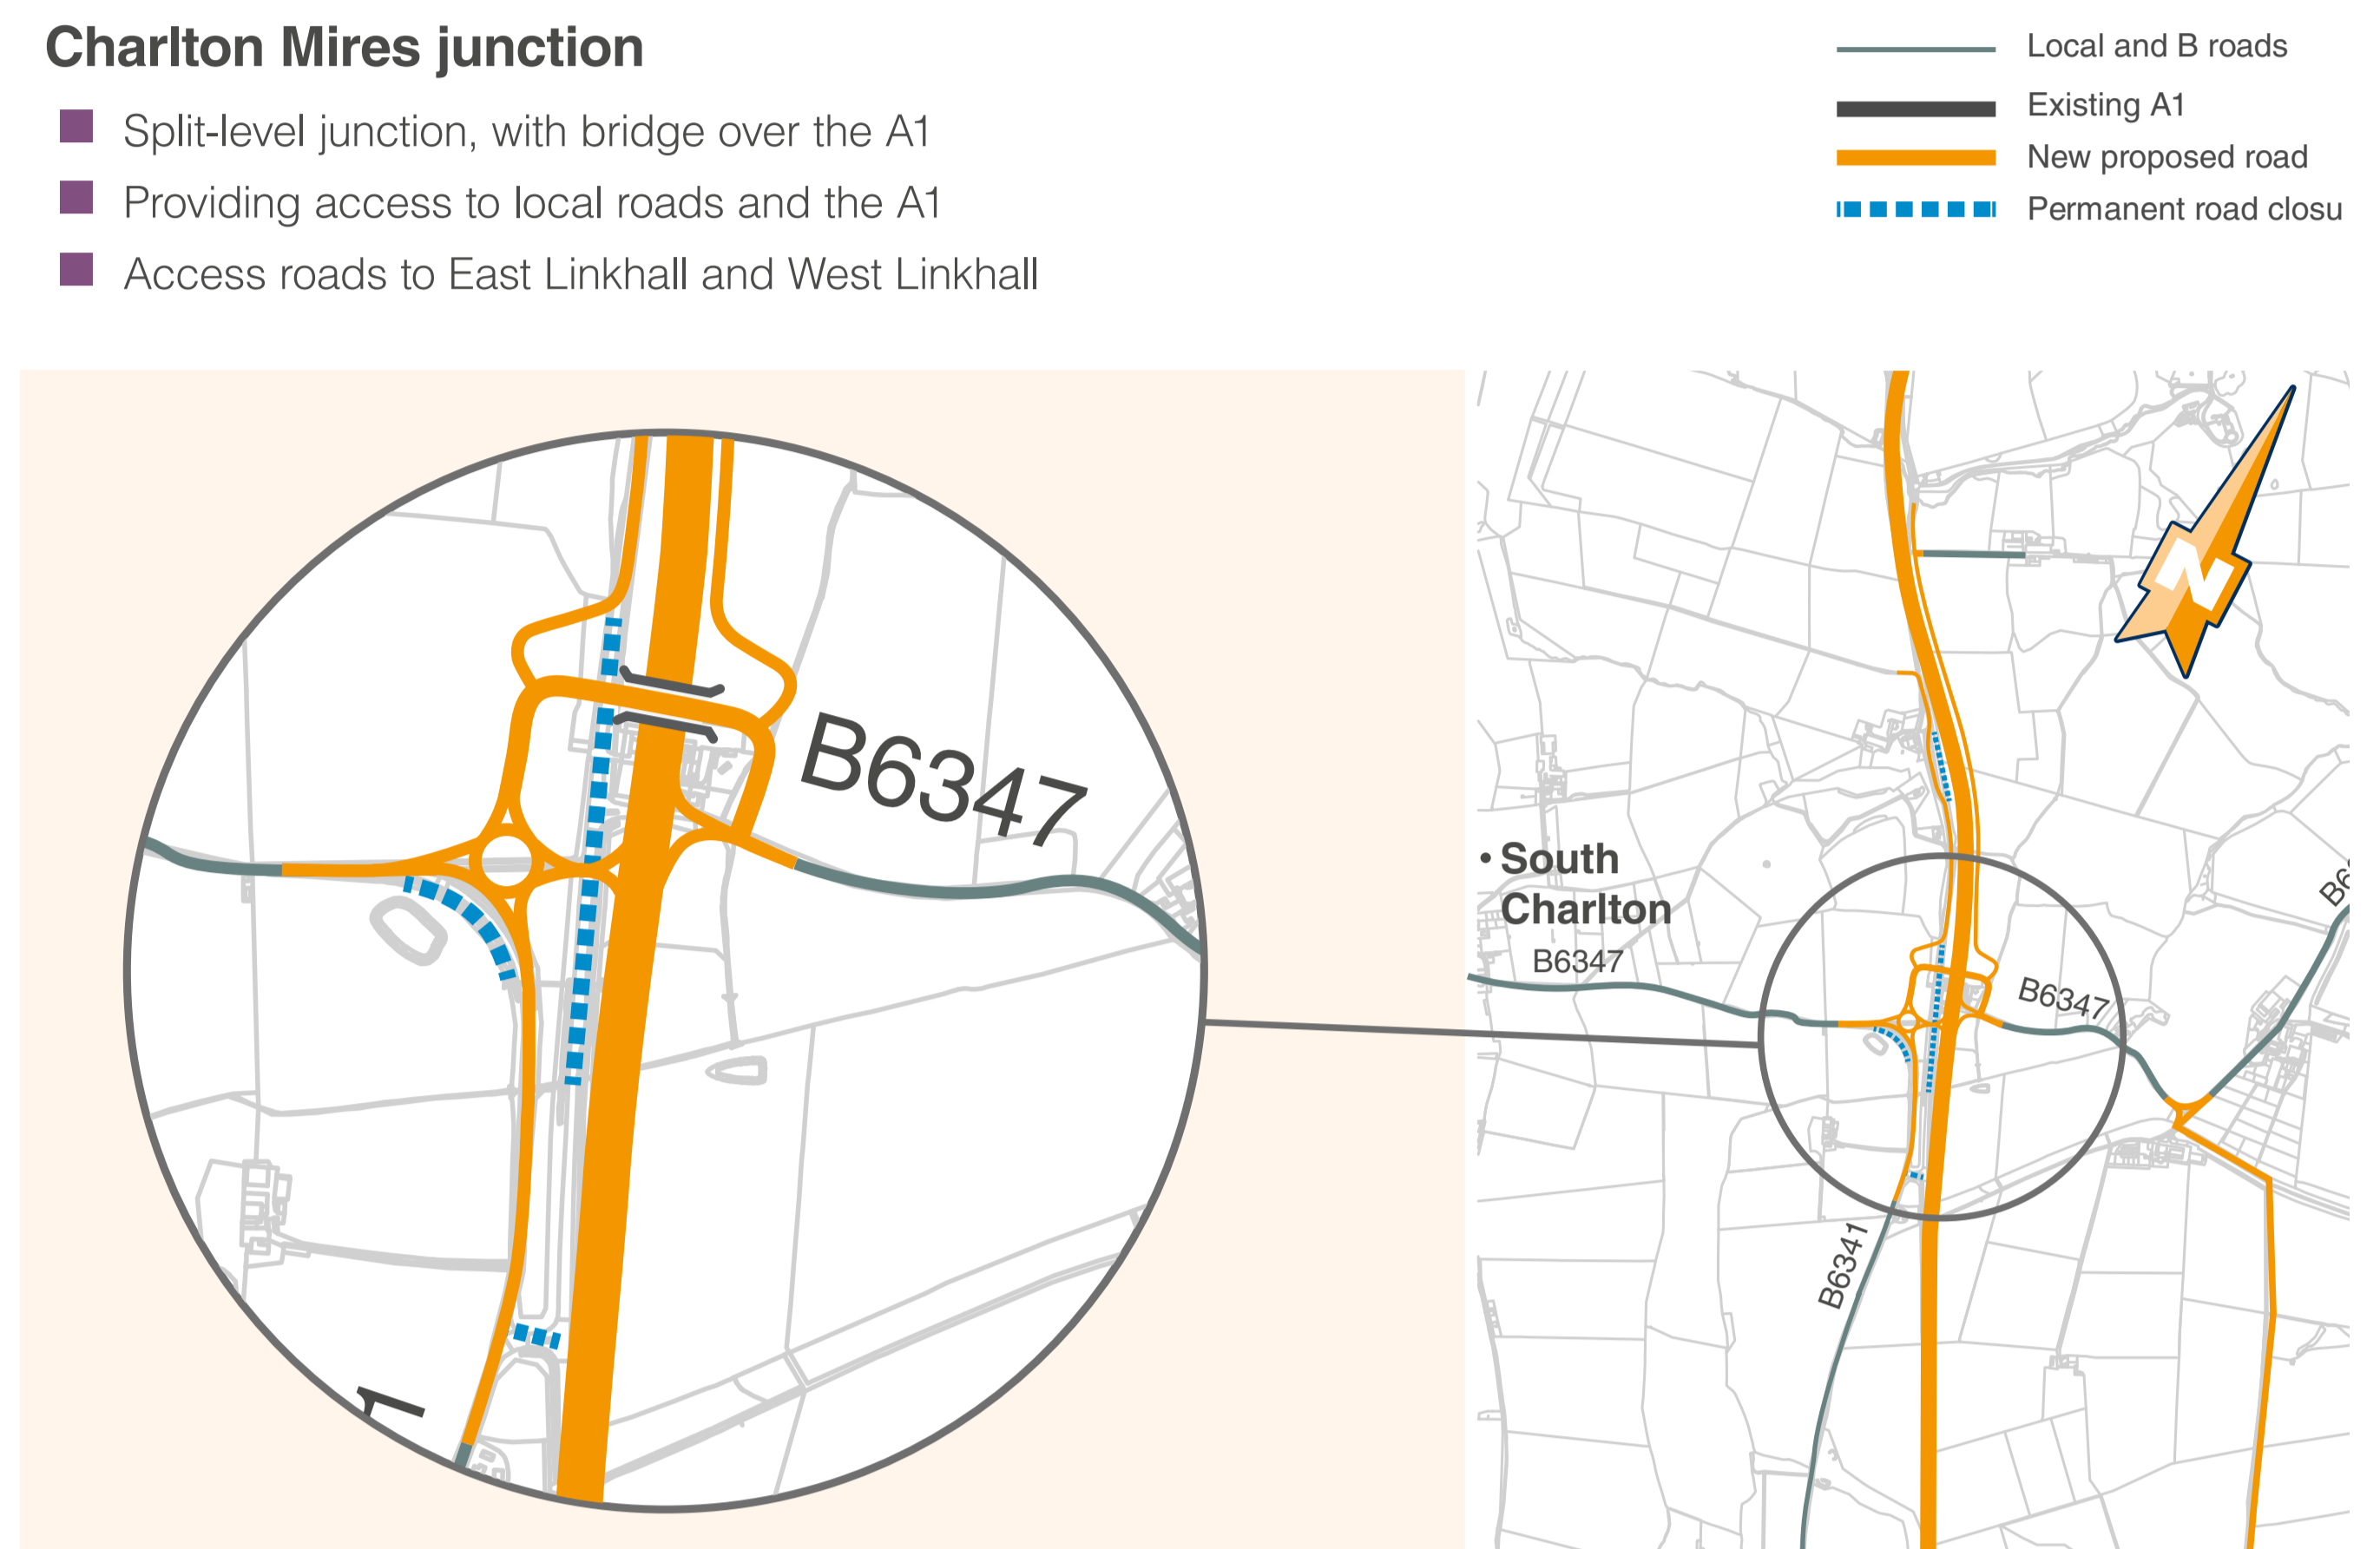 Charlton Mires junction
Split-level junction, with bridge over the A1
Providing access to local roads and the A1
Access roads to East Linkhall and West Linkhall
Local and B roads
Existing A1
New proposed road
Permanent road closu
B6347
N
• South
Charlton
B6347
B6347
B6
B6341
1